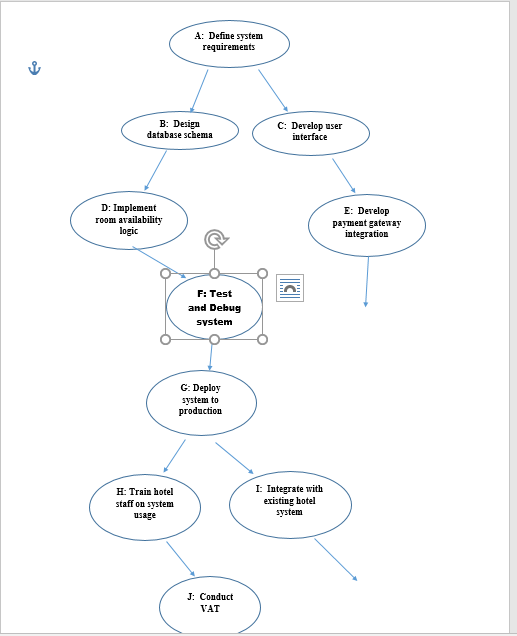 A: Define system
requirements
B: Design
database schema
C: Develop user
interface
D: Implement
room availability
logic
E: Develop
payment gateway
integration
F: Test
and Debug
system
G: Deploy
system to
production
H: Train hotel
staff on system
usage
I: Integrate with
existing hotel
system
J: Conduct
VAT